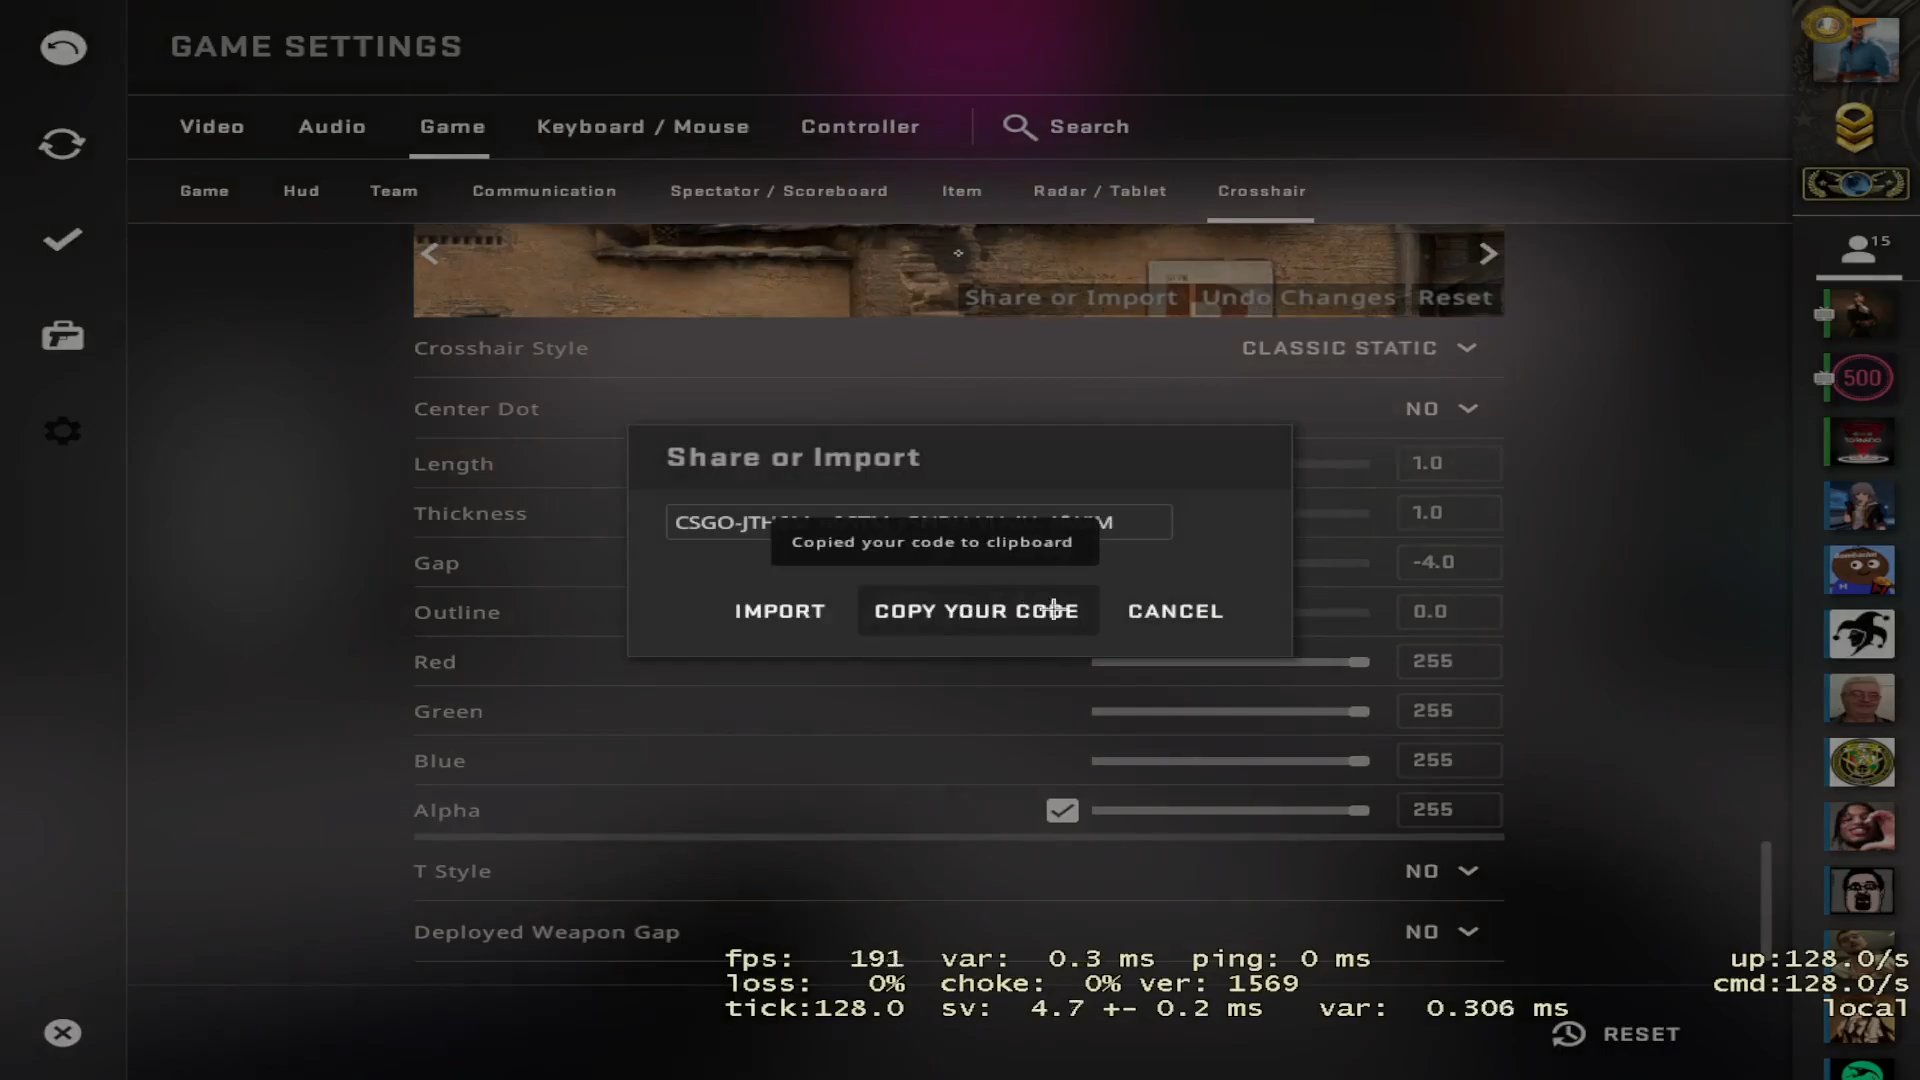 GAME SETTINGS
Video Audio Game Keyboard / Mouse Controller Search
Game Hud Team Communication Spectator / Scoreboard Item Radar / Tablet Crosshair
15
Share or Import Undo Changes Reset
Crosshair Style CLASSIC STATIC
500
Center Dot NO
TORNADO
Share or Import
Length 1.0
Thickness 1.0
Copied your code to clipboard
Gap -4.0
IMPORT COPY YOUR CODE CANCEL
Outline 0.0
Red 255
Green 255
Blue 255
Alpha 255
T Style NO
Deployed Weapon Gap NO
fps: 191 var: 0.3 ms ping: 0 ms up:128.0/s
loss: 0% choke: 0% ver: 1569 cmd:128.0/s
tick:128.0 sv: 4.7 +- 0.2 ms var: 0.306 ms local
RESET